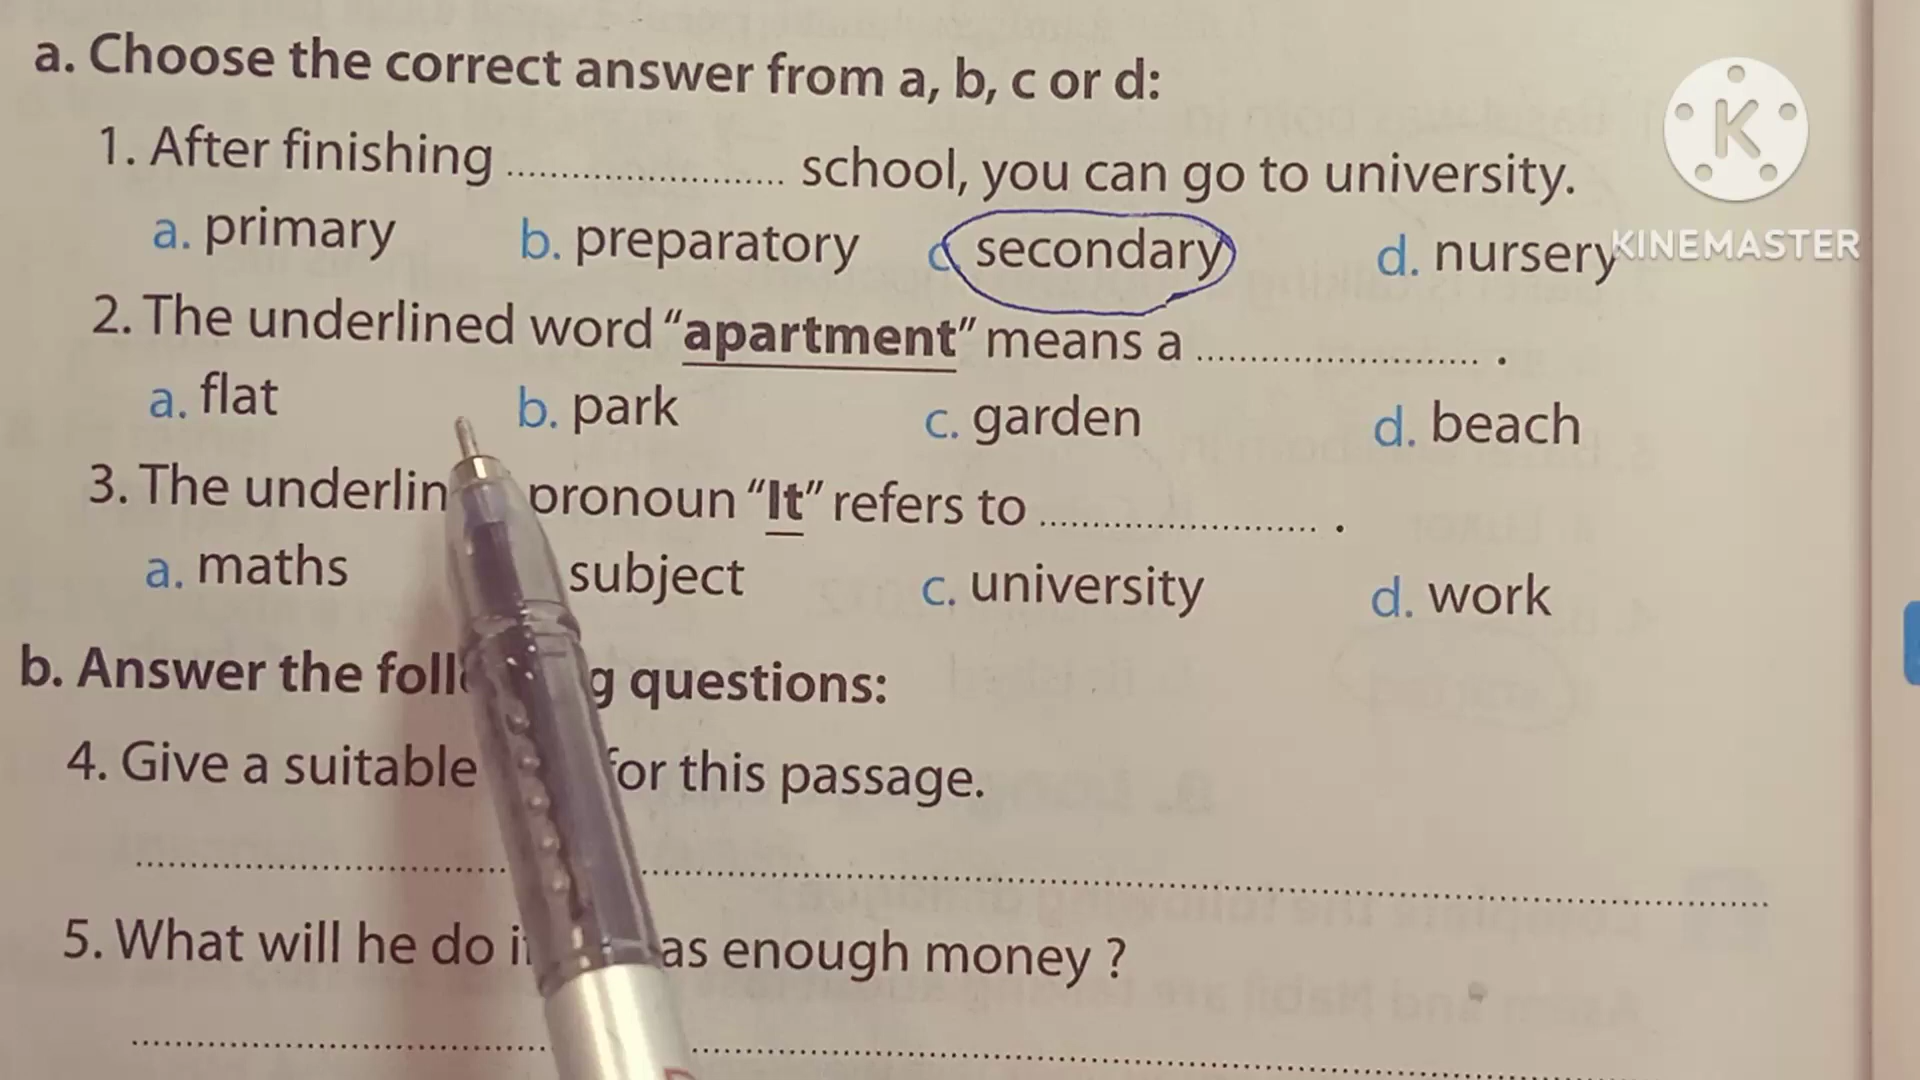 a. Choose the correct answer from a, b, c or d:
1. After finishing ........................ school, you can go to university.
a. primary b. preparatory c. secondary d. nursery
KINEMASTER
2. The underlined word "apartment" means a ........................ .
a. flat b. park c. garden d. beach
3. The underlin pronoun "It" refers to ........................ .
a. maths subject c. university d. work
b. Answer the foll g questions:
4. Give a suitable for this passage.
5. What will he do i as enough money ?